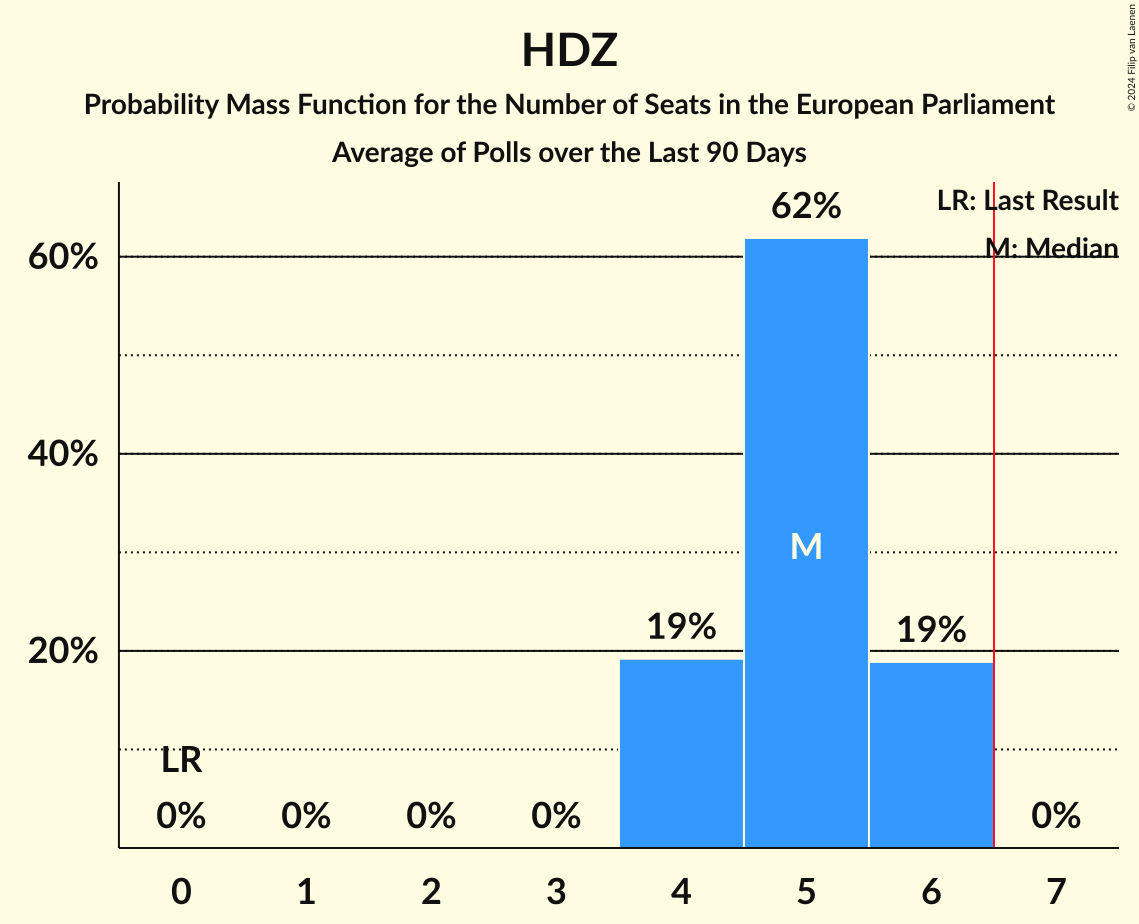 HDZ
Probability Mass Function for the Number of Seats in the European Parliament
Average of Polls over the Last 90 Days
© 2024 Filip van Laenen
LR: Last Result
M: Median
62%
60%
40%
M
19%
19%
20%
LR
0%
0%
0%
0%
0%
0
1
2
3
4
5
6
7